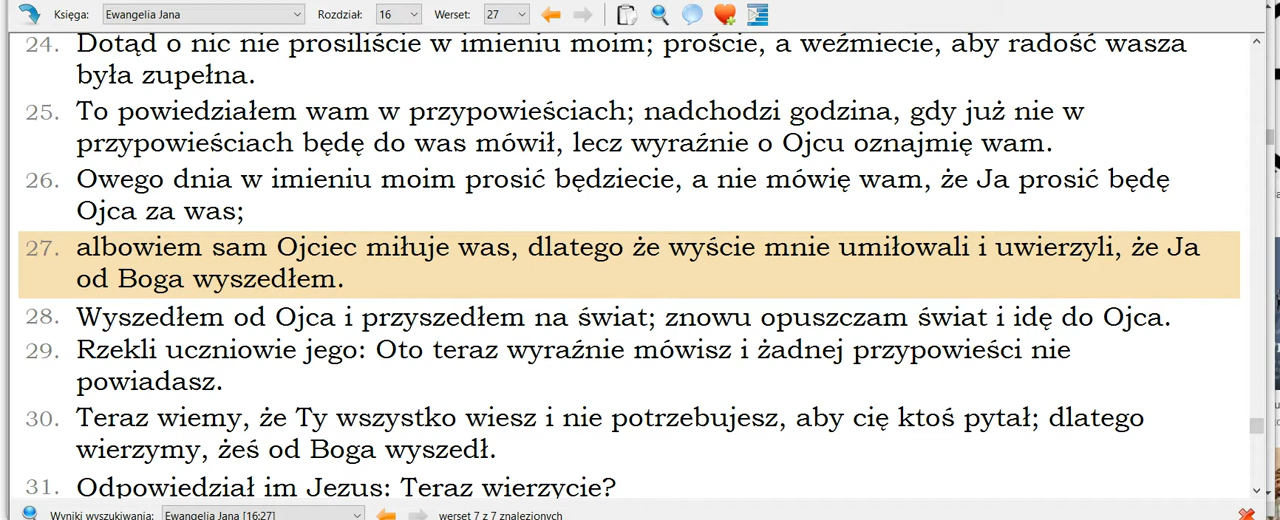 Księga: Ewangelia Jana Rozdział: 16 Werset: 27
24. Dotąd o nic nie prosiliście w imieniu moim; proście, a weźmiecie, aby radość wasza
była zupełna.
25. To powiedziałem wam w przypowieściach; nadchodzi godzina, gdy już nie w
przypowieściach będę do was mówił, lecz wyraźnie o Ojcu oznajmię wam.
26. Owego dnia w imieniu moim prosić będziecie, a nie mówię wam, że Ja prosić będę
Ojca za was;
27. albowiem sam Ojciec miłuje was, dlatego że wyście mnie umiłowali i uwierzyli, że Ja
od Boga wyszedłem.
28. Wyszedłem od Ojca i przyszedłem na świat; znowu opuszczam świat i idę do Ojca.
29. Rzekli uczniowie jego: Oto teraz wyraźnie mówisz i żadnej przypowieści nie
powiadasz.
30. Teraz wiemy, że Ty wszystko wiesz i nie potrzebujesz, aby cię ktoś pytał; dlatego
wierzymy, żeś od Boga wyszedł.
31. Odpowiedział im Jezus: Teraz wierzycie?
Wyniki wyszukiwania: Ewangelia Jana [16:27] werset 7 z 7 znalezionych